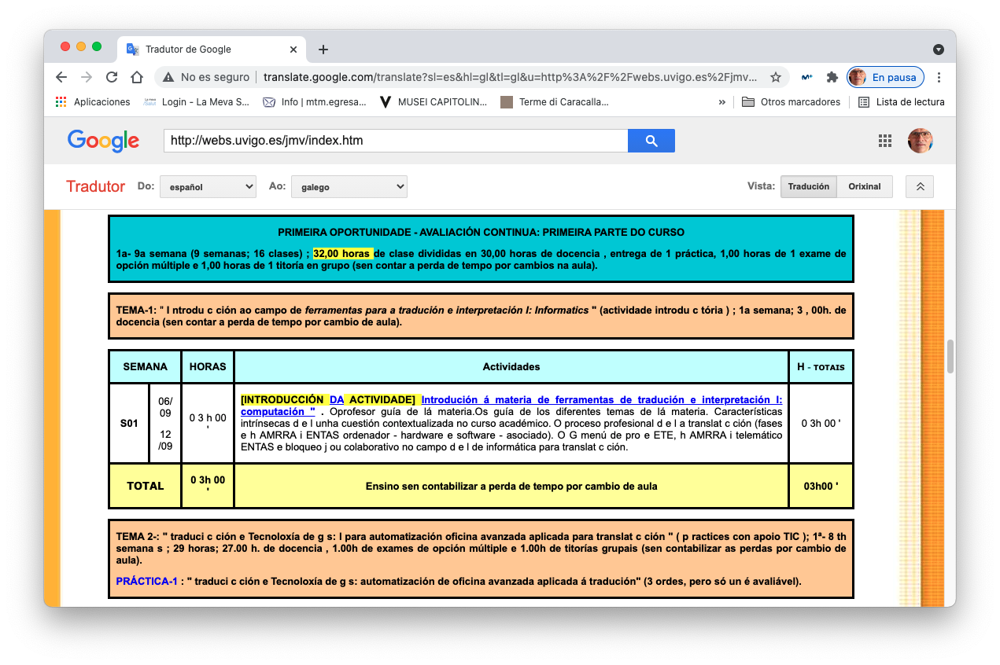 Tradutor de Google
No es seguro
translate.google.com/translate?sl=es&hl=gl&tl=gl&u=http%3A%2F%2Fwebs.uvigo.es%2Fjmv...
En pausa
Aplicaciones
Login - La Meva S...
Info | mtm.egresa...
MUSEI CAPITOLIN...
Terme di Caracalla...
»
Otros marcadores
Lista de lectura
Google
http://webs.uvigo.es/jmv/index.htm
Tradutor
Do:
español
Ao:
galego
Vista:
Tradución
Orixinal
PRIMEIRA OPORTUNIDADE - AVALIACIÓN CONTINUA: PRIMEIRA PARTE DO CURSO
1a- 9a semana (9 semanas; 16 clases) ; 32,00 horas de clase divididas en 30,00 horas de docencia , entrega de 1 práctica, 1,00 horas de 1 exame de
opción múltiple e 1,00 horas de 1 titoría en grupo (sen contar a perda de tempo por cambios na aula).
TEMA-1: " I ntrodu c ción ao campo de ferramentas para a tradución e interpretación I: Informatics " (actividade introdu c tória ) ; 1a semana; 3 , 00h. de
docencia (sen contar a perda de tempo por cambio de aula).
SEMANA
HORAS
Actividades
H - TOTAIS
S01
06/
09
12
/09
0 3 h 00
'
[INTRODUCCIÓN DA ACTIVIDADE] Introdución á materia de ferramentas de tradución e interpretación I:
computación " . Oprofesor guía de lá materia.Os guía de los diferentes temas de lá materia. Características
intrínsecas d e l unha cuestión contextualizada no curso académico. O proceso profesional d e l a translat c ción (fases
e h AMRRA i ENTAS ordenador - hardware e software - asociado). O G menú de pro e ETE, h AMRRA i telemático
ENTAS e bloqueo j ou colaborativo no campo d e l de informática para translat c ción.
0 3h 00 '
TOTAL
0 3h 00
'
Ensino sen contabilizar a perda de tempo por cambio de aula
03h00 '
TEMA 2-: " traduci c ción e Tecnoloxía de g s: I para automatización oficina avanzada aplicada para translat c ción " ( p ractices con apoio TIC ); 1ª- 8 th
semana s ; 29 horas; 27.00 h. de docencia , 1.00h de exames de opción múltiple e 1.00h de titorías grupais (sen contabilizar as perdas por cambio de
aula).
PRÁCTICA-1 : " traduci c ción e Tecnoloxía de g s: automatización de oficina avanzada aplicada á tradución" (3 ordes, pero só un é avaliável).